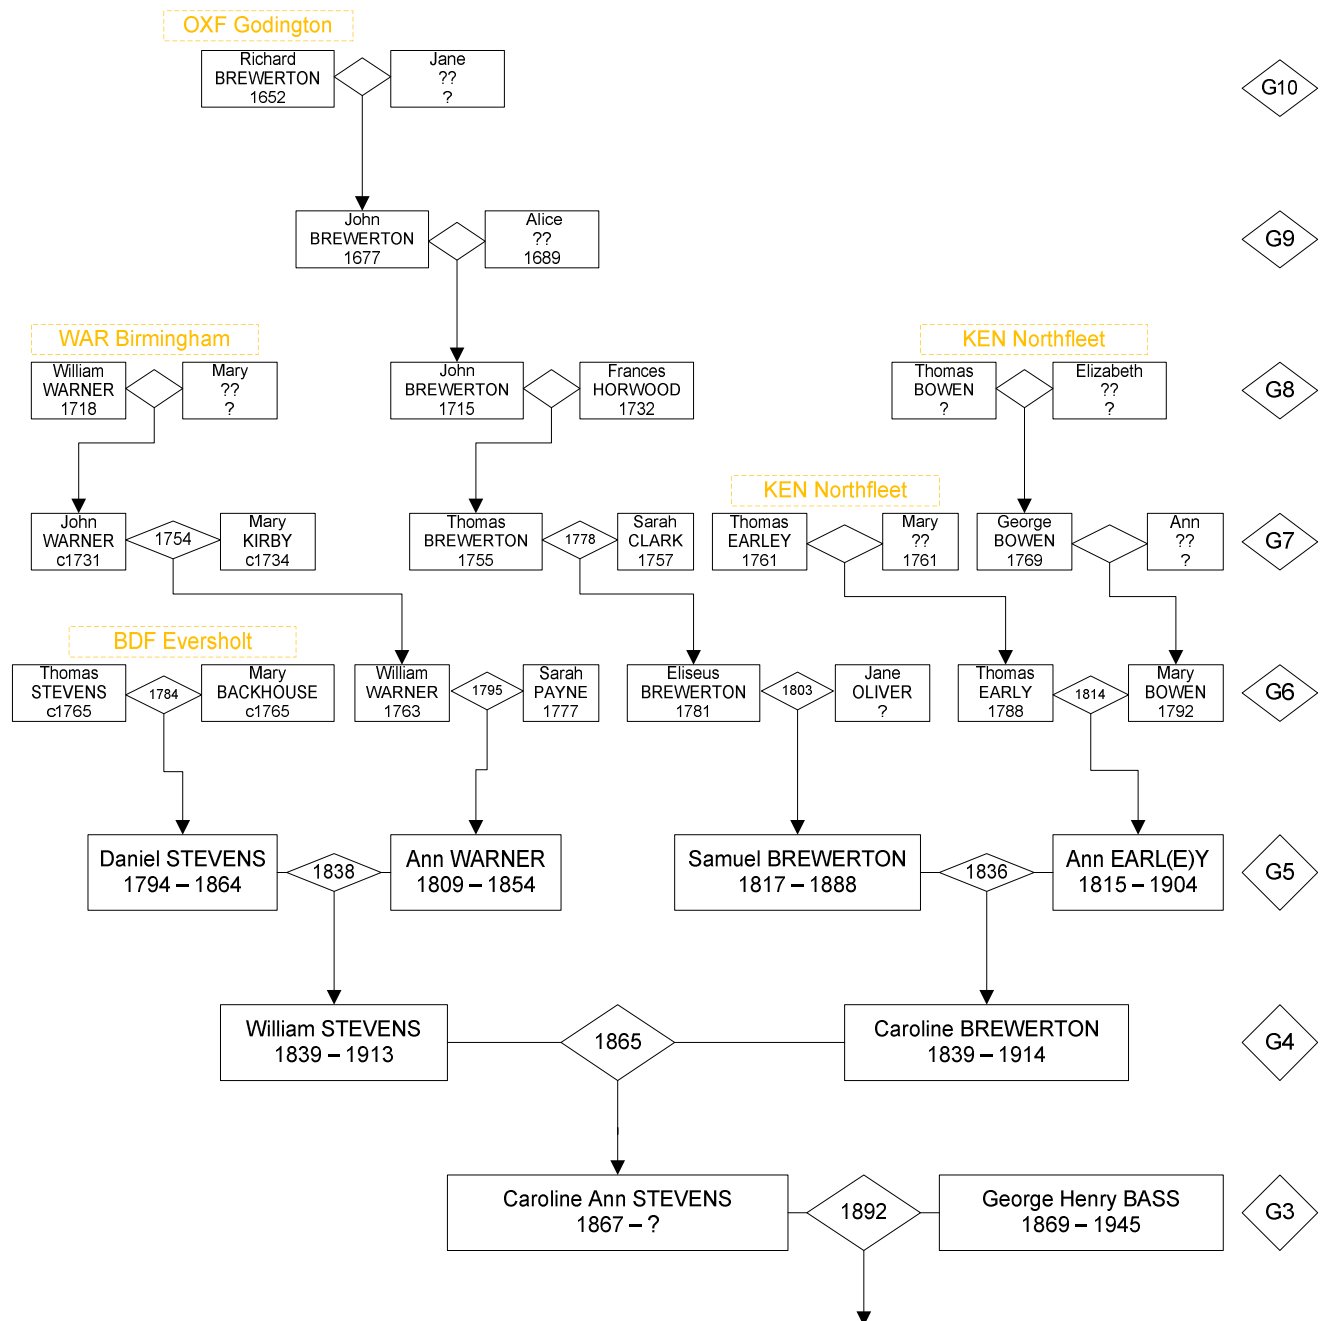 OXF Godington
Richard
BREWERTON
1652
Jane
??
?
G10
John
BREWERTON
1677
Alice
??
1689
G9
WAR Birmingham
KEN Northfleet
William
WARNER
1718
Mary
??
?
John
BREWERTON
1715
Frances
HORWOOD
1732
Thomas
BOWEN
?
Elizabeth
??
?
G8
KEN Northfleet
John
WARNER
c1731
1754
Mary
KIRBY
c1734
Thomas
BREWERTON
1755
1778
Sarah
CLARK
1757
Thomas
EARLEY
1761
Mary
??
1761
George
BOWEN
1769
Ann
??
?
G7
BDF Eversholt
Thomas
STEVENS
c1765
1784
Mary
BACKHOUSE
c1765
William
WARNER
1763
1795
Sarah
PAYNE
1777
Eliseus
BREWERTON
1781
1803
Jane
OLIVER
?
Thomas
EARLY
1788
1814
Mary
BOWEN
1792
G6
Daniel STEVENS
1794 – 1864
1838
Ann WARNER
1809 – 1854
Samuel BREWERTON
1817 – 1888
1836
Ann EARL(E)Y
1815 – 1904
G5
William STEVENS
1839 – 1913
1865
Caroline BREWERTON
1839 – 1914
G4
Caroline Ann STEVENS
1867 – ?
1892
George Henry BASS
1869 – 1945
G3